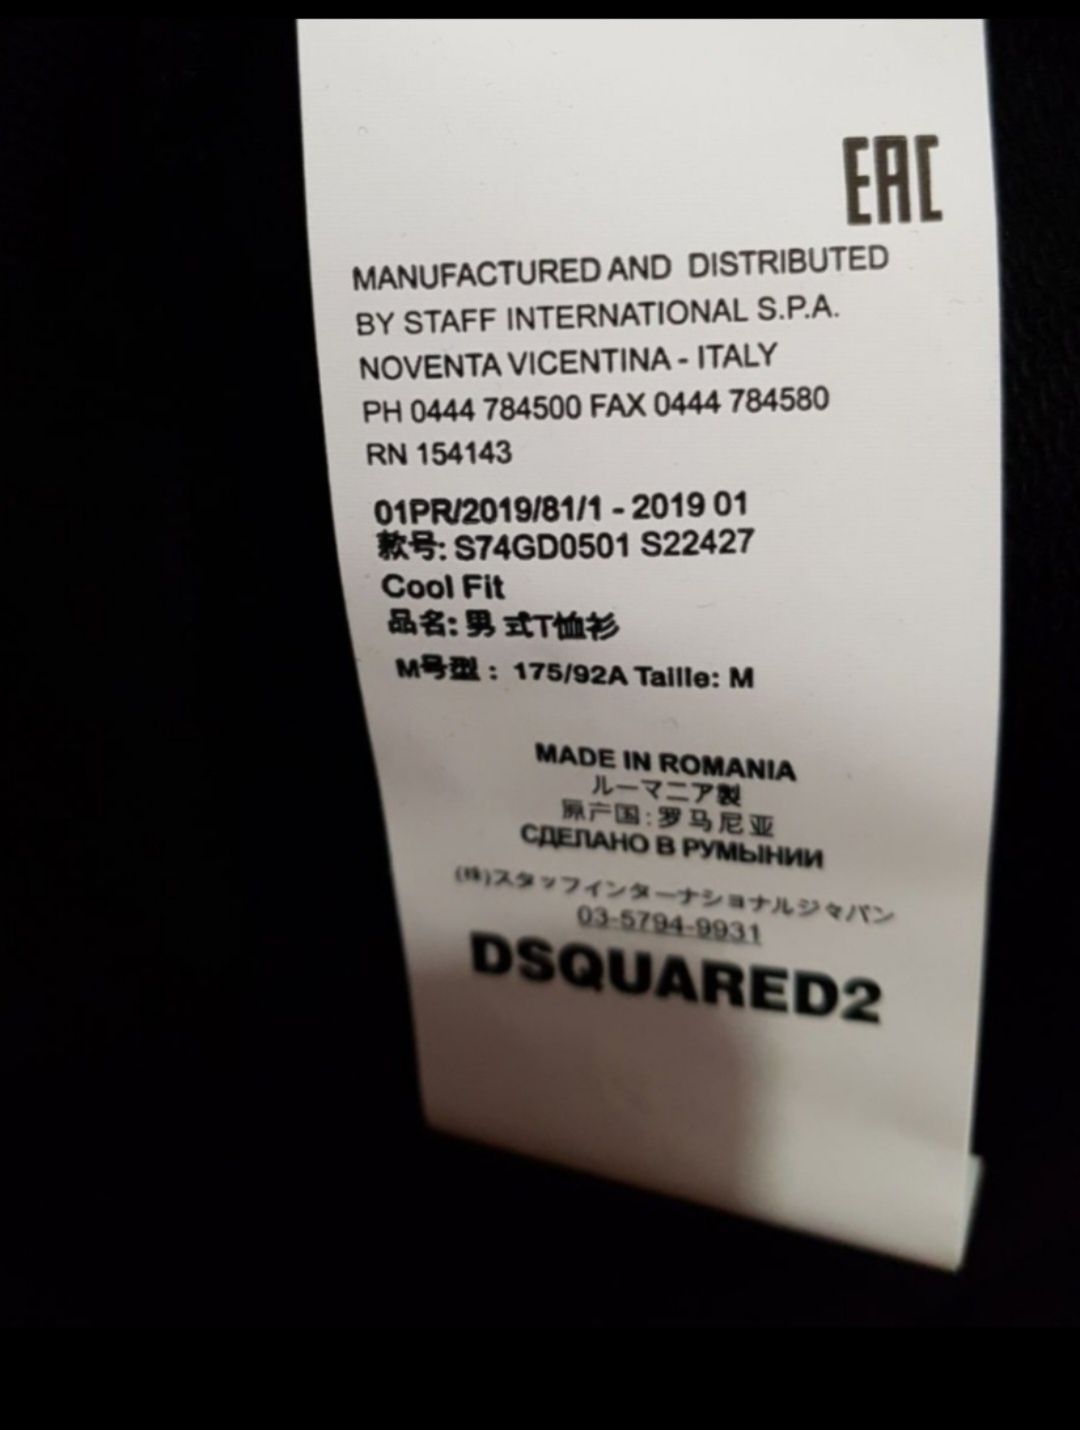 EAC
MANUFACTURED AND DISTRIBUTED
BY STAFF INTERNATIONAL S.P.A.
NOVENTA VICENTINA - ITALY
PH 0444 784500 FAX 0444 784580
RN 154143
01PR/2019/81/1 - 2019 01
款号: S74GD0501 S22427
Cool Fit
品名: 男 式T恤衫
M号型 : 175/92A Taille: M
MADE IN ROMANIA
ルーマニア製
原产国: 罗马尼亚
СДЕЛАНО В РУМЫНИИ
(株)スタッフインターナショナルジャパン
03-5794-9931
DSQUARED2